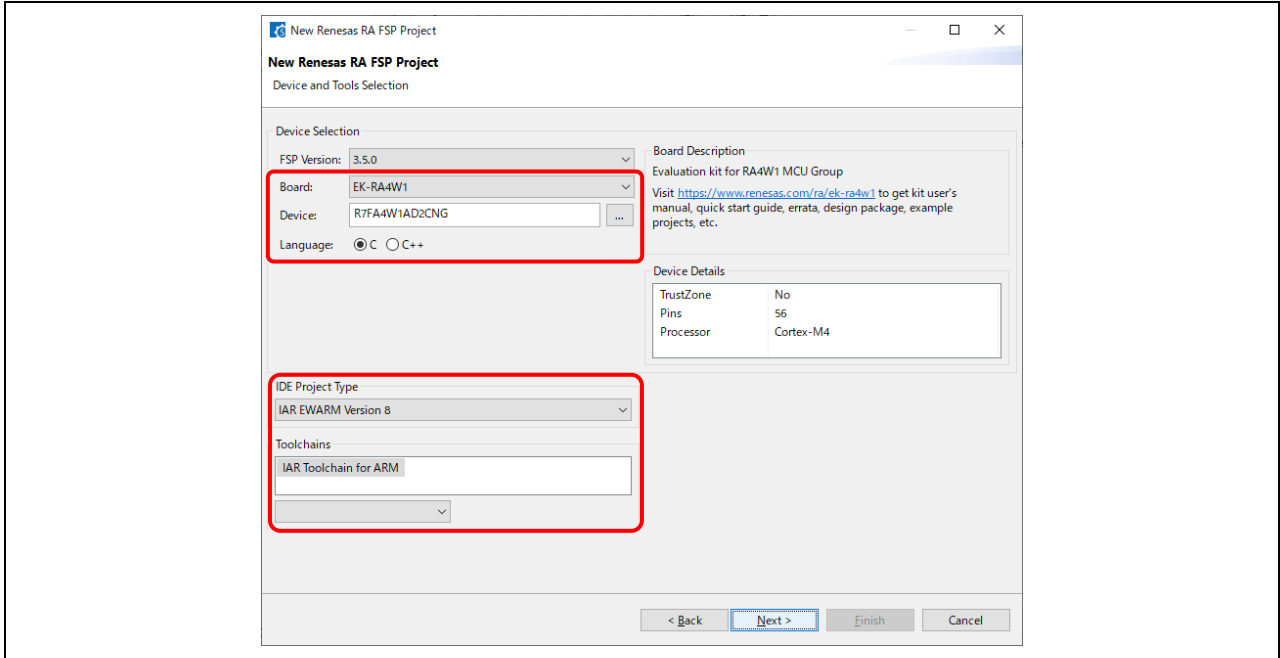 New Renesas RA FSP Project
New Renesas RA FSP Project
Device and Tools Selection
Device Selection
FSP Version: 3.5.0
Board: EK-RA4W1
Device: R7FA4W1AD2CNG ...
Language: C C++
Board Description
Evaluation kit for RA4W1 MCU Group
Visit https://www.renesas.com/ra/ek-ra4w1 to get kit user's
manual, quick start guide, errata, design package, example
projects, etc.
Device Details
TrustZone No
Pins 56
Processor Cortex-M4
IDE Project Type
IAR EWARM Version 8
Toolchains
IAR Toolchain for ARM
< Back Next > Finish Cancel